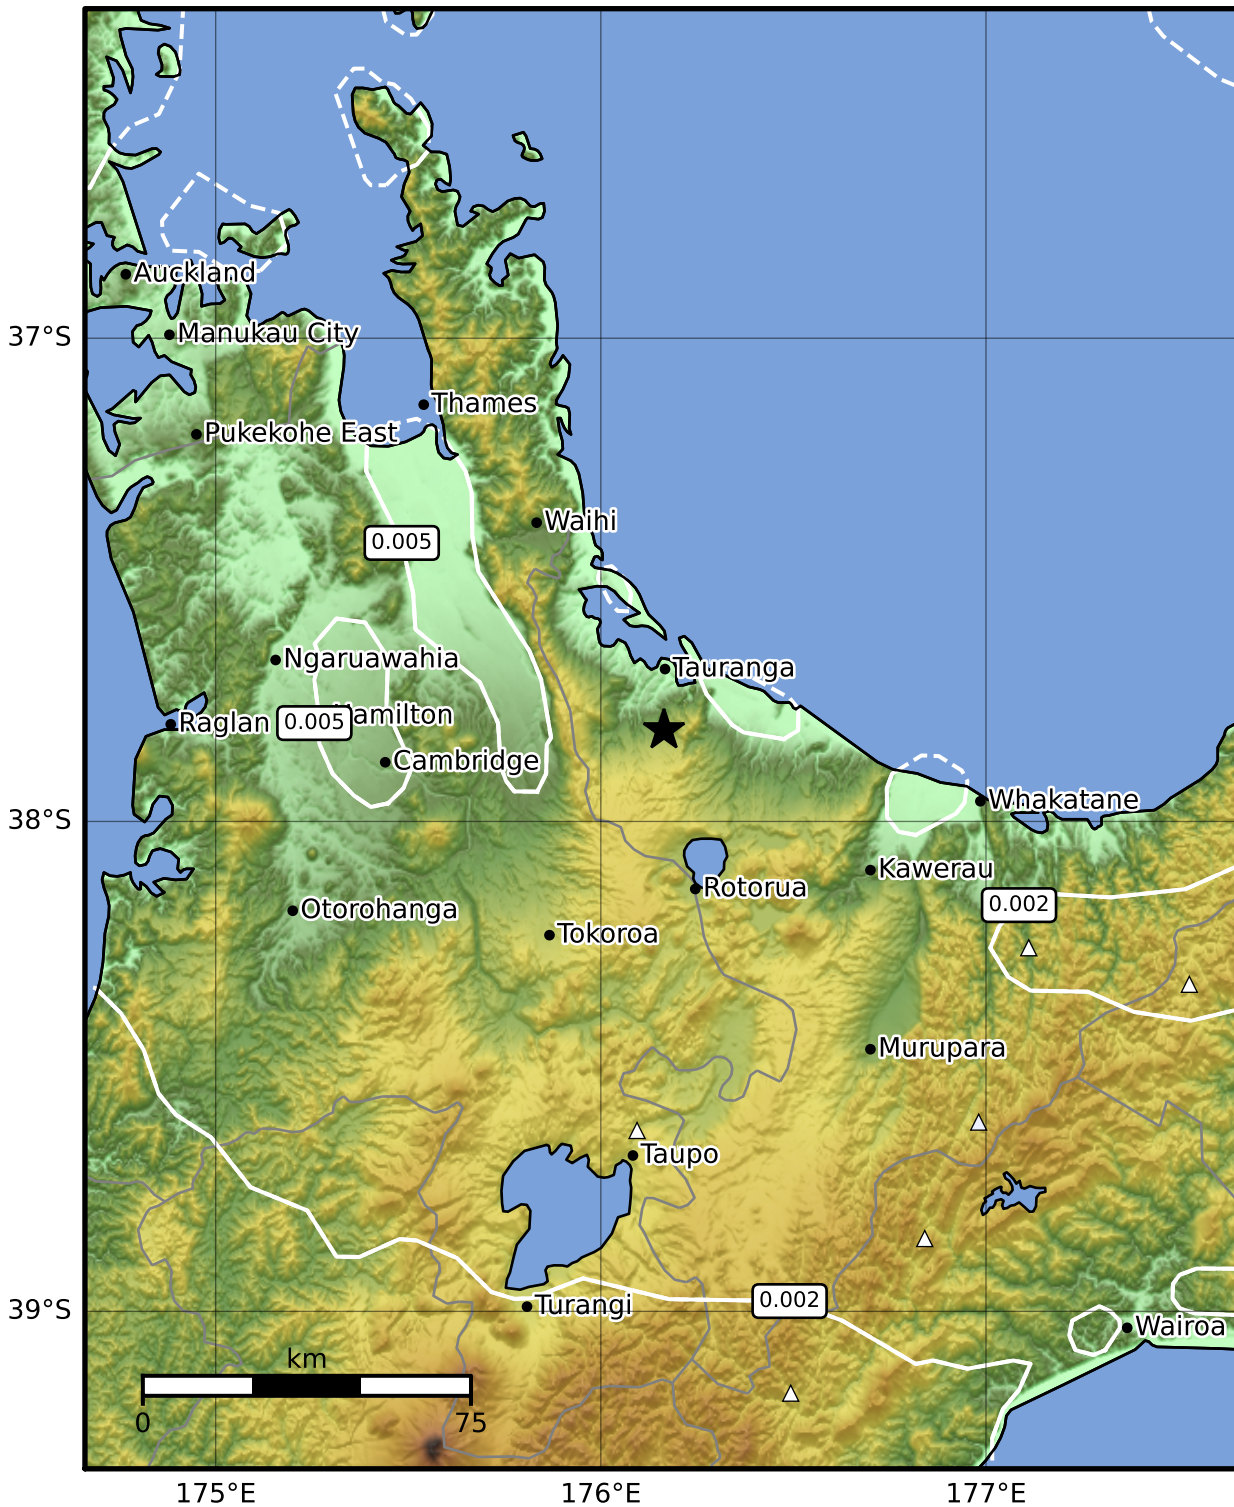 Auckland
Manukau City
37°S
Thames
Pukekohe East
Waihi
0.005
Ngaruawahia
Tauranga
Raglan
0.005
Hamilton
Cambridge
Whakatane
38°S
Kawerau
Rotorua
0.002
Otorohanga
Tokoroa
Murupara
Taupo
0.002
Turangi
39°S
Wairoa
km
0
75
175°E
176°E
177°E